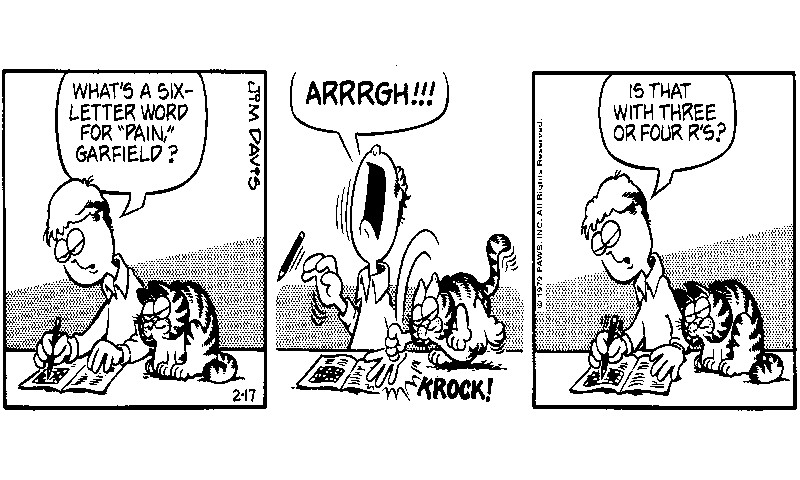 WHAT'S A SIX-
LETTER WORD
FOR "PAIN,"
GARFIELD?
JIM DAVIS
2-17
ARRRGH!!!
KROCK!
© 1979 PAWS, INC. All Rights Reserved.
IS THAT
WITH THREE
OR FOUR R'S?